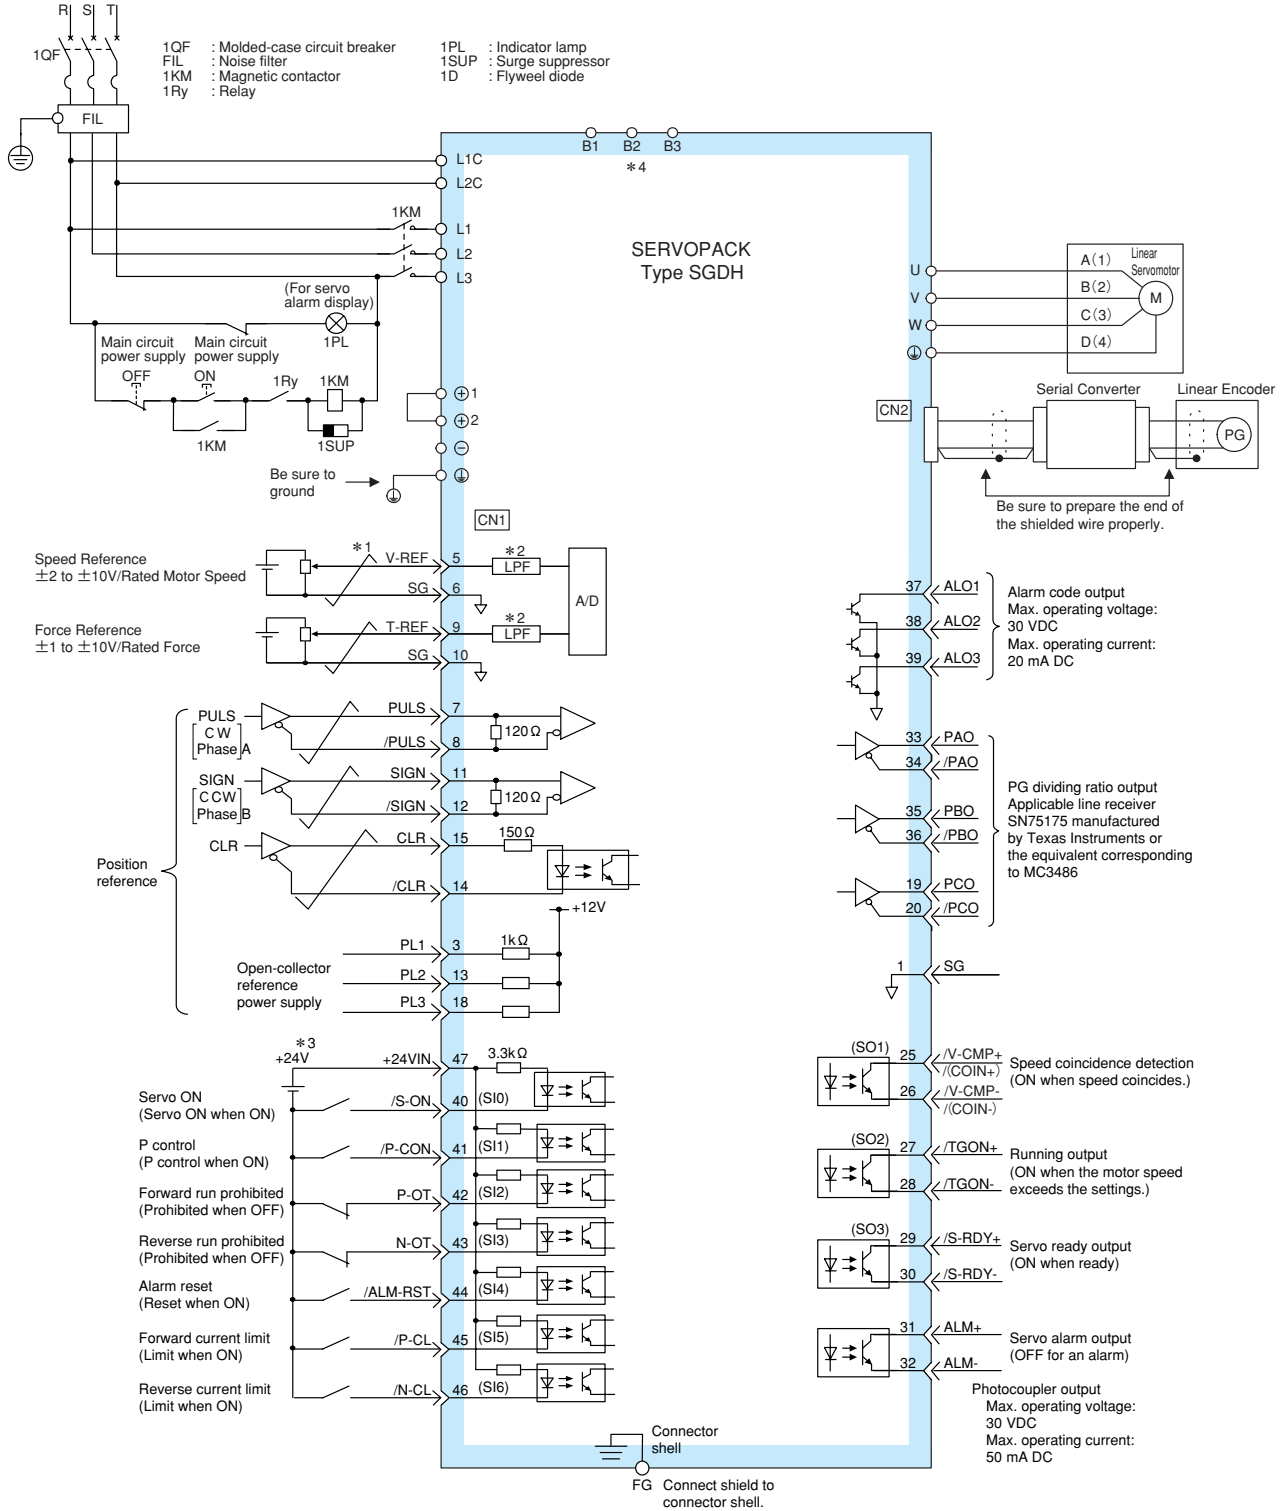 R S T
1QF
1QF : Molded-case circuit breaker
FIL : Noise filter
1KM : Magnetic contactor
1Ry : Relay
1PL : Indicator lamp
1SUP : Surge suppressor
1D : Flyweel diode
FIL
B1 B2 B3
*4
L1C
L2C
1KM
L1
L2
L3
SERVOPACK
Type SGDH
(For servo
alarm display)
1PL
Main circuit
power supply
OFF
Main circuit
power supply
ON
1Ry
1KM
1KM
1SUP
+1
+2
−
Be sure to
ground
U
V
W
A(1)
B(2)
C(3)
D(4)
Linear
Servomotor
M
CN2
Serial Converter
Linear Encoder
PG
Be sure to prepare the end of
the shielded wire properly.
CN1
Speed Reference
±2 to ±10V/Rated Motor Speed
*1
V-REF 5
*2
LPF
SG 6
A/D
Force Reference
±1 to ±10V/Rated Force
T-REF 9
*2
LPF
SG 10
37 ALO1
38 ALO2
39 ALO3
Alarm code output
Max. operating voltage:
30 VDC
Max. operating current:
20 mA DC
Position
reference
PULS
[CW
Phase]A
PULS 7
/PULS 8
120Ω
SIGN
[CCW
Phase]B
SIGN 11
/SIGN 12
120Ω
CLR
CLR 15
150Ω
/CLR 14
+12V
Open-collector
reference
power supply
PL1 3
1kΩ
PL2 13
PL3 18
33 PAO
34 /PAO
35 PBO
36 /PBO
19 PCO
20 /PCO
PG dividing ratio output
Applicable line receiver
SN75175 manufactured
by Texas Instruments or
the equivalent corresponding
to MC3486
1 SG
*3
+24V
+24VIN 47
3.3kΩ
Servo ON
(Servo ON when ON)
/S-ON 40 (SI0)
P control
(P control when ON)
/P-CON 41 (SI1)
Forward run prohibited
(Prohibited when OFF)
P-OT 42 (SI2)
Reverse run prohibited
(Prohibited when OFF)
N-OT 43 (SI3)
Alarm reset
(Reset when ON)
/ALM-RST 44 (SI4)
Forward current limit
(Limit when ON)
/P-CL 45 (SI5)
Reverse current limit
(Limit when ON)
/N-CL 46 (SI6)
(SO1)
25 /V-CMP+
/(COIN+)
26 /V-CMP-
/(COIN-)
Speed coincidence detection
(ON when speed coincides.)
(SO2)
27 /TGON+
28 /TGON-
Running output
(ON when the motor speed
exceeds the settings.)
(SO3)
29 /S-RDY+
30 /S-RDY-
Servo ready output
(ON when ready)
31 ALM+
32 ALM-
Servo alarm output
(OFF for an alarm)
Photocoupler output
Max. operating voltage:
30 VDC
Max. operating current:
50 mA DC
Connector
shell
FG Connect shield to
connector shell.